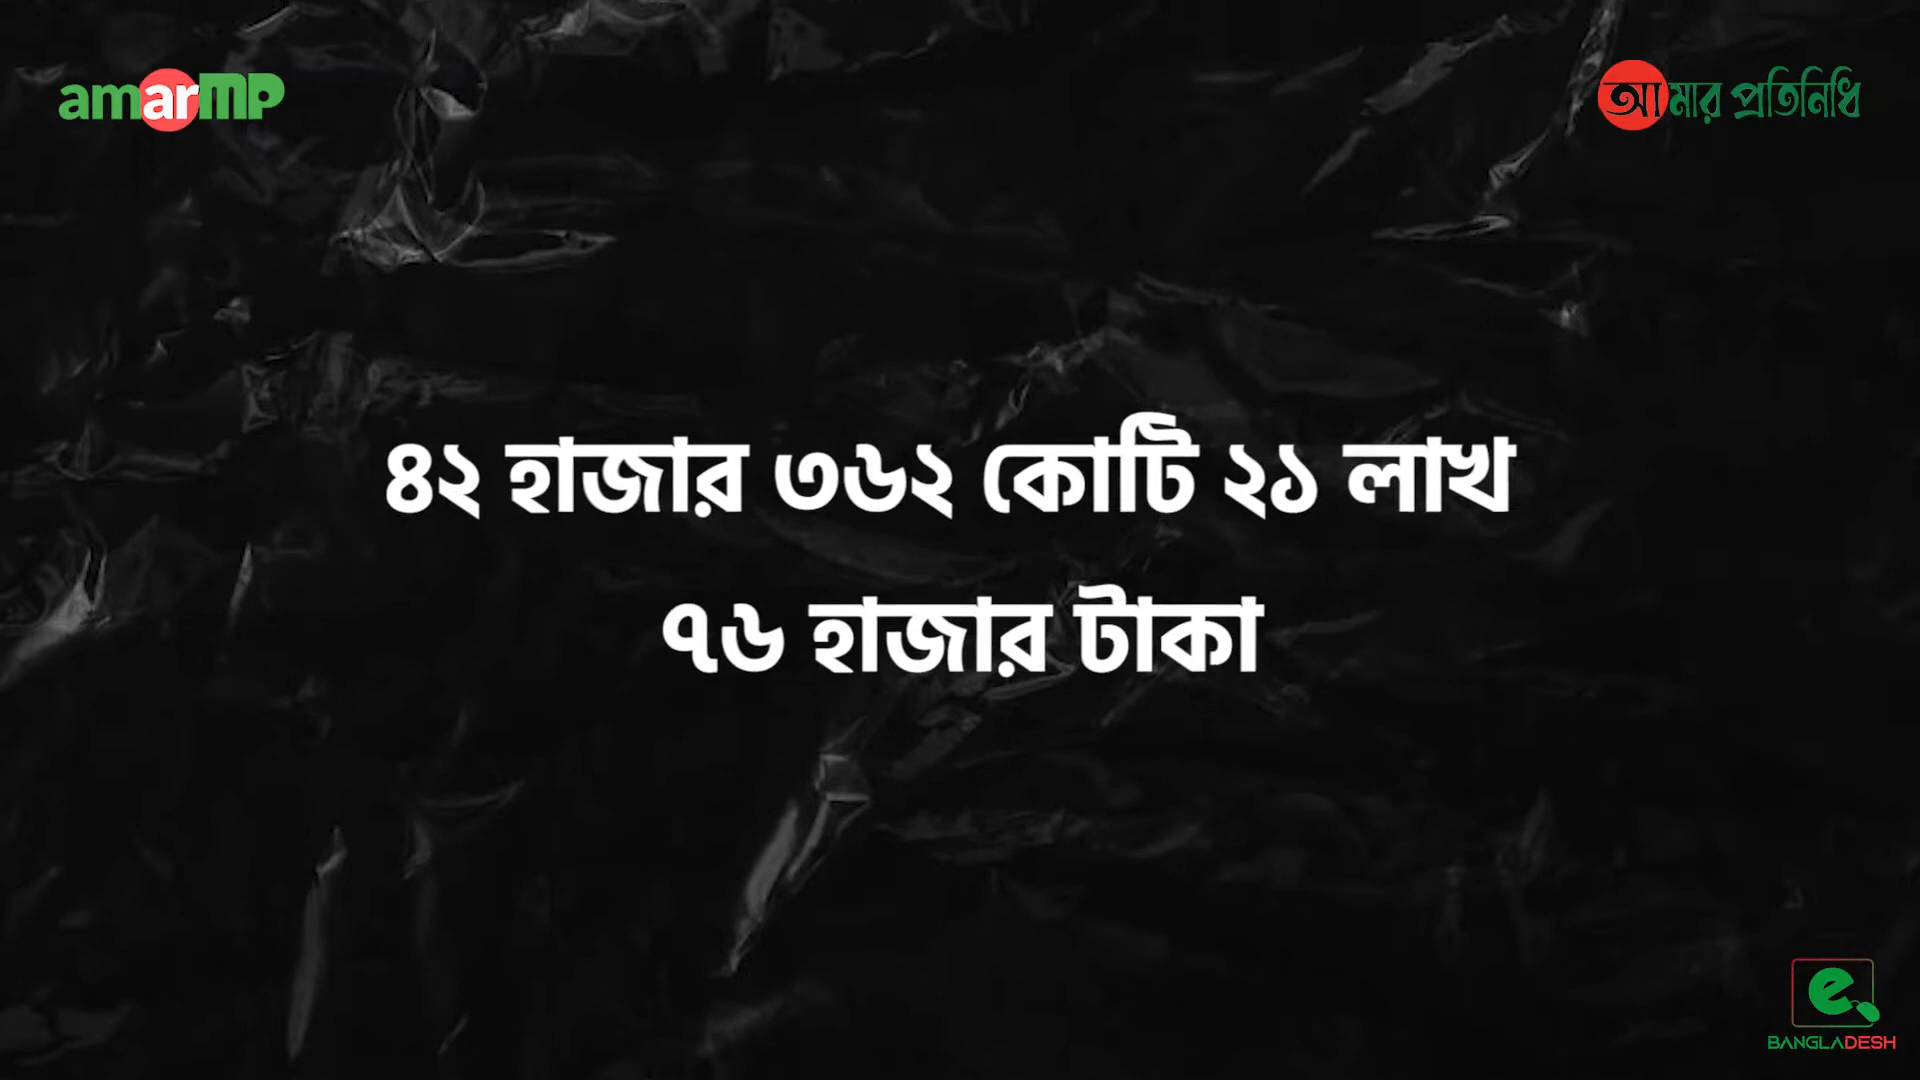 amarMP
আমার প্রতিনিধি
৪২ হাজার ৩৬২ কোটি ২১ লাখ
৭৬ হাজার টাকা
e
BANGLADESH